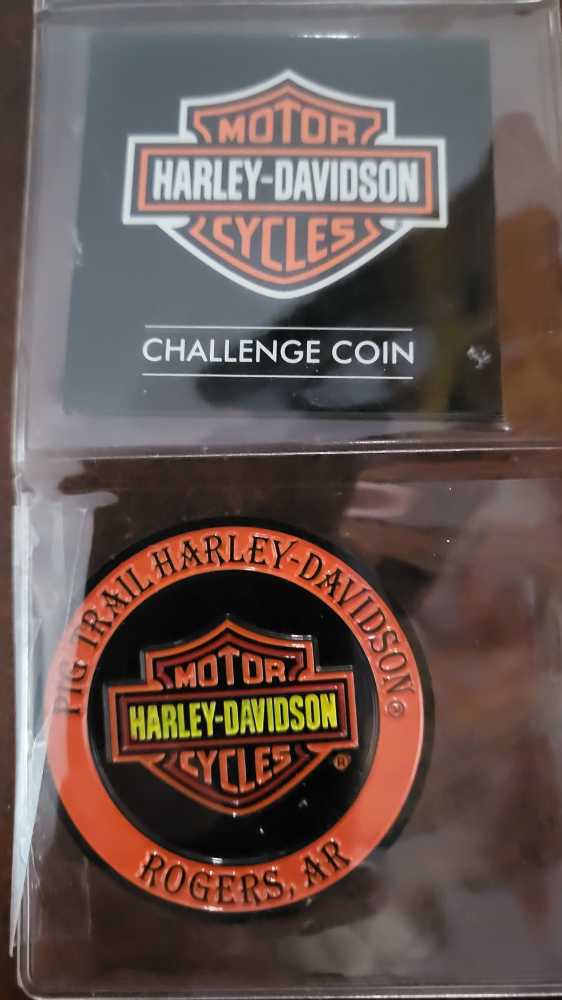 MOTOR
HARLEY-DAVIDSON
CYCLES
CHALLENGE COIN
PIG TRAIL HARLEY-DAVIDSON®
MOTOR
HARLEY-DAVIDSON
CYCLES ®
ROGERS, AR